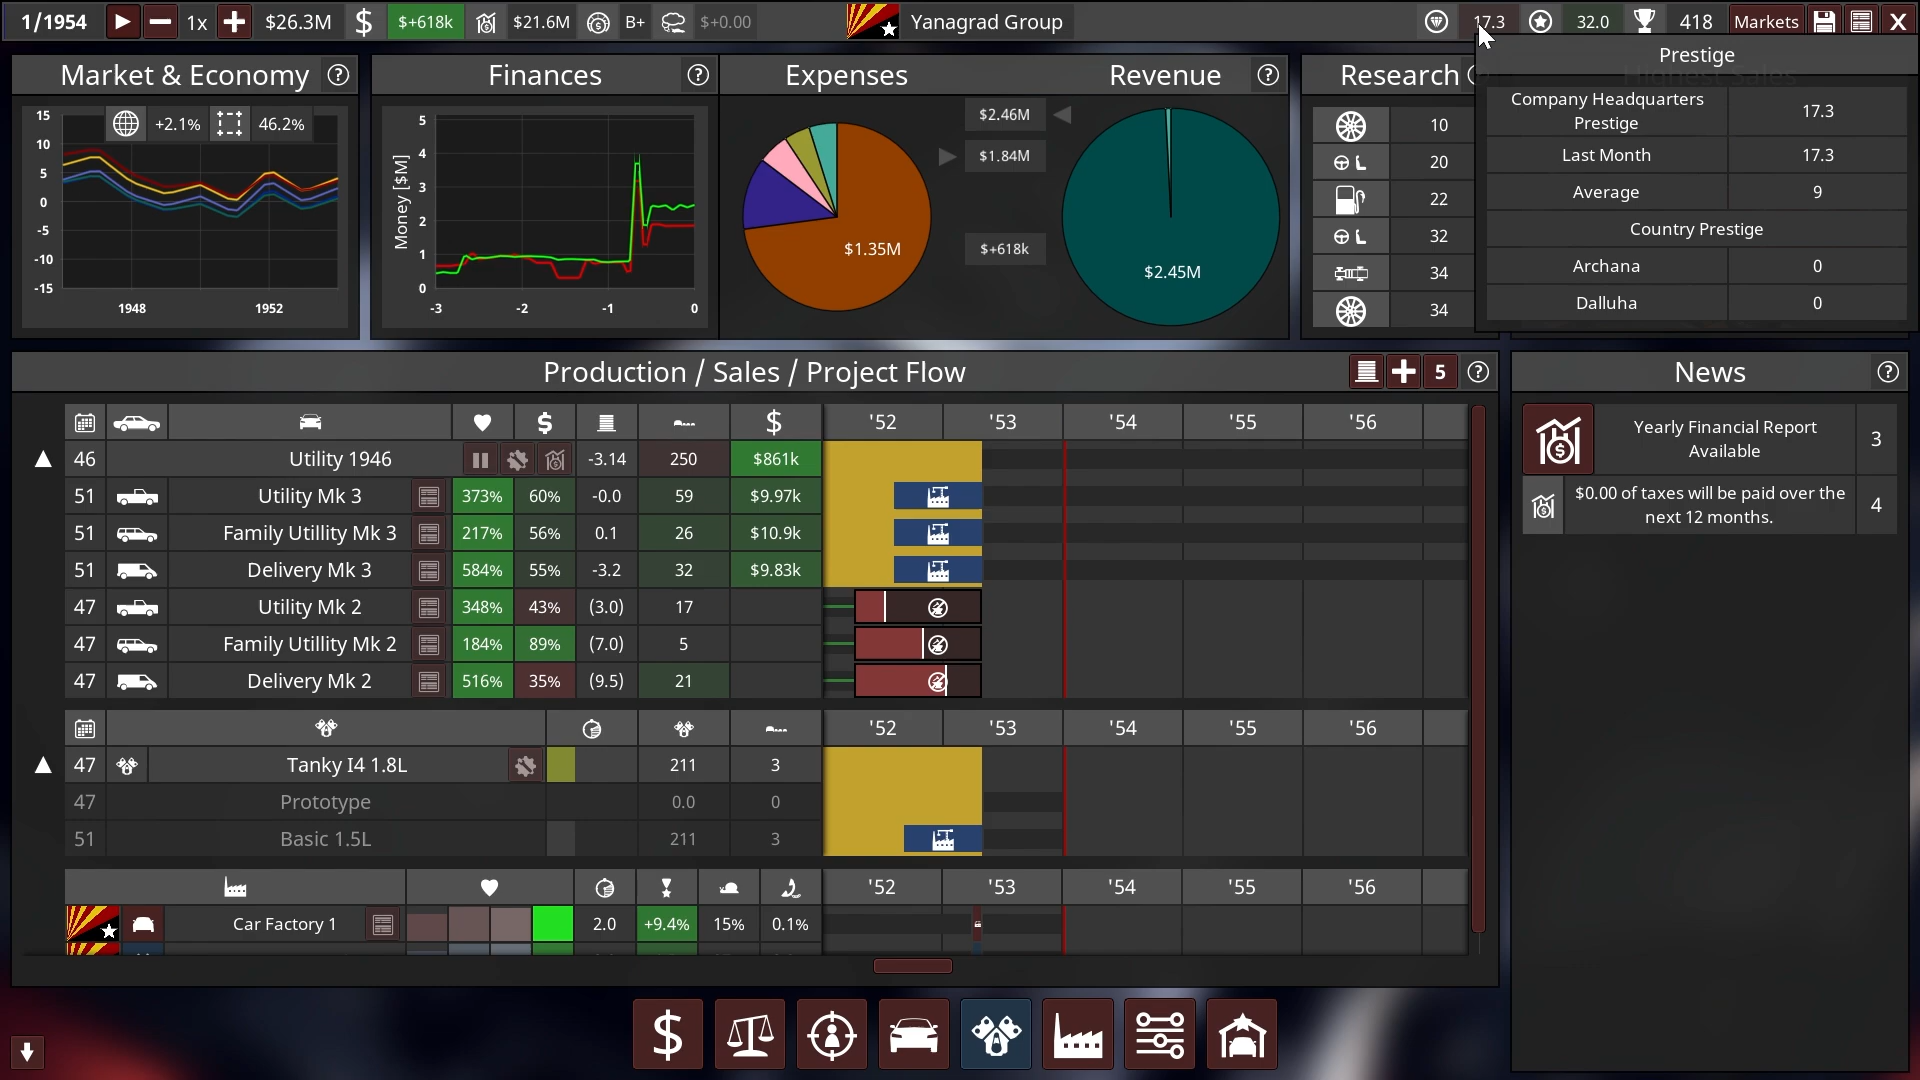 1/1954 1x $26.3M $+618k $21.6M B+ $+0.00 Yanagrad Group 17.3 32.0 418 Markets
Market & Economy
+2.1% 46.2%
15
10
5
0
-5
-10
-15
1948 1952
Finances
Money [$M]
5
4
3
2
1
0
-3 -2 -1 0
Expenses Revenue
$2.46M
$1.84M
$+618k
$1.35M
$2.45M
Research
10
20
22
32
34
34
Prestige
Company Headquarters
Prestige
17.3
Last Month 17.3
Average 9
Country Prestige
Archana 0
Dalluha 0
Production / Sales / Project Flow 5
$ $ '52 '53 '54 '55 '56
46 Utility 1946 -3.14 250 $861k
51 Utility Mk 3 373% 60% -0.0 59 $9.97k
51 Family Utillity Mk 3 217% 56% 0.1 26 $10.9k
51 Delivery Mk 3 584% 55% -3.2 32 $9.83k
47 Utility Mk 2 348% 43% (3.0) 17
47 Family Utillity Mk 2 184% 89% (7.0) 5
47 Delivery Mk 2 516% 35% (9.5) 21
'52 '53 '54 '55 '56
47 Tanky I4 1.8L 211 3
47 Prototype 0.0 0
51 Basic 1.5L 211 3
'52 '53 '54 '55 '56
Car Factory 1 2.0 +9.4% 15% 0.1%
News
Yearly Financial Report
Available
3
$0.00 of taxes will be paid over the
next 12 months.
4